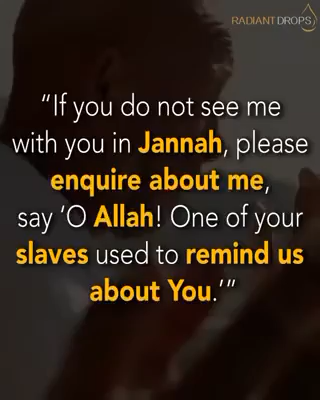 RADIANT DROPS
“If you do not see me
with you in Jannah, please
enquire about me,
say ‘O Allah! One of your
slaves used to remind us
about You.’”